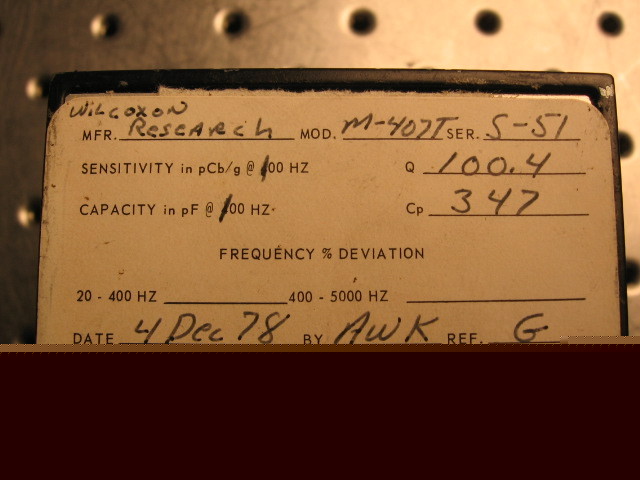 Wilcoxon
MFR. Research MOD. M-407T SER. S-51
SENSITIVITY in pCb/g @ 100 HZ Q 100.4
CAPACITY in pF @ 100 HZ. Cp 347
FREQUENCY % DEVIATION
20 - 400 HZ 400 - 5000 HZ
DATE 4 Dec 78 BY AWK REF. G